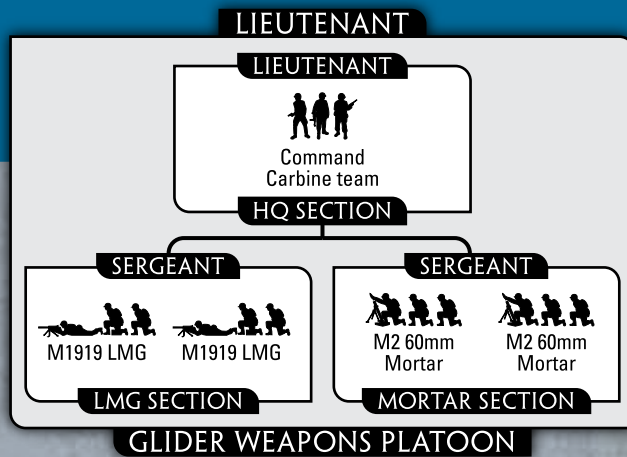 LIEUTENANT
LIEUTENANT
Command
Carbine team
HQ SECTION
SERGEANT
M1919 LMG
M1919 LMG
LMG SECTION
SERGEANT
M2 60mm
Mortar
M2 60mm
Mortar
MORTAR SECTION
GLIDER WEAPONS PLATOON